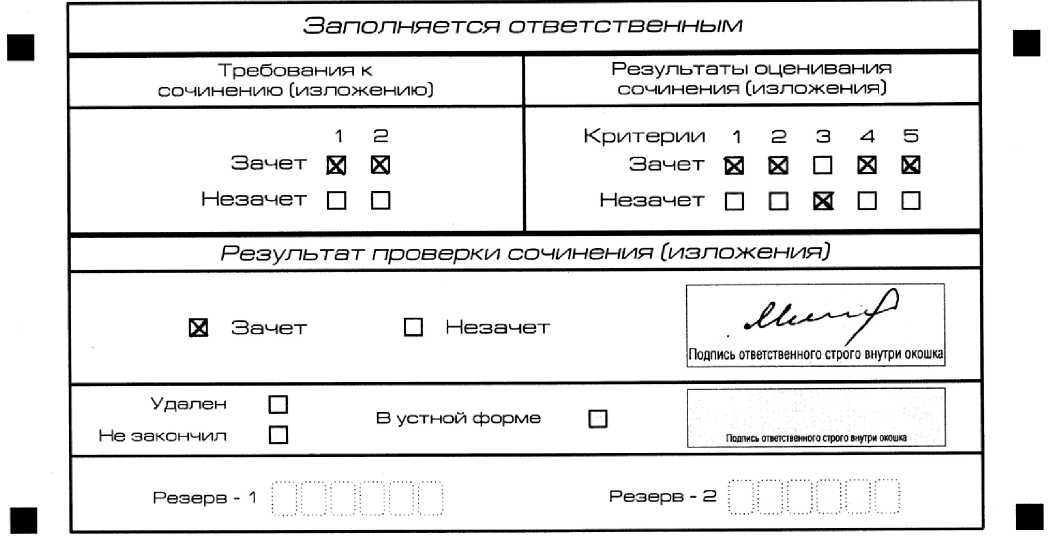 Заполняется ответственным
Требования к
сочинению (изложению)
Результаты оценивания
сочинения (изложения)
1 2
Зачет
Незачет
Критерии 1 2 3 4 5
Зачет
Незачет
Результат проверки сочинения (изложения)
Зачет
Незачет
Подпись ответственного строго внутри окошка
Удален
Не закончил
В устной форме
Подпись ответственного строго внутри окошка
Резерв - 1
Резерв - 2